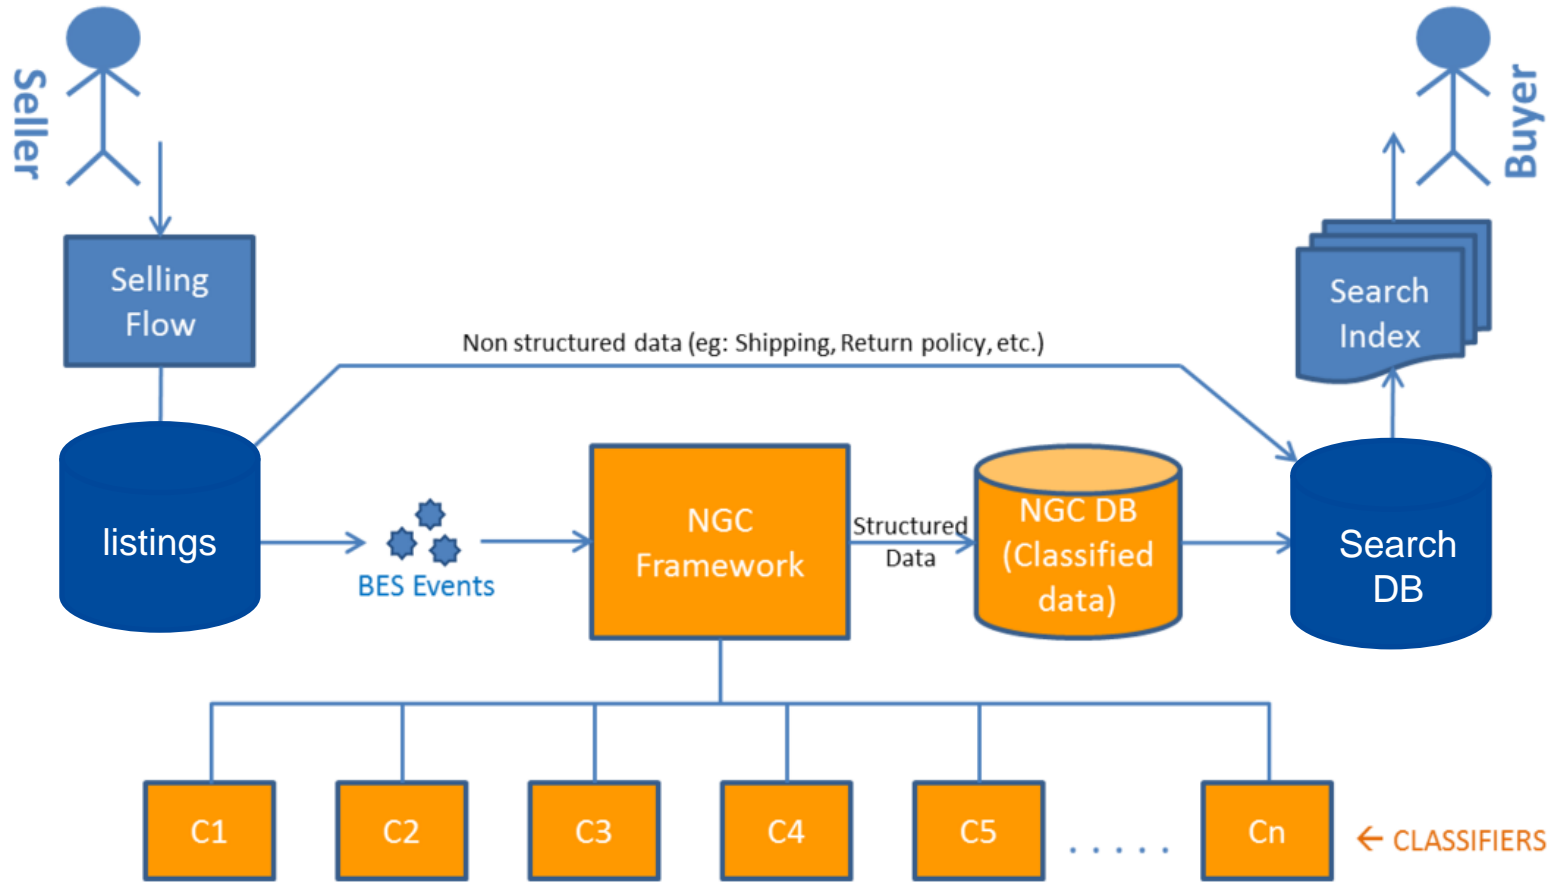 Seller
Buyer
Selling
Flow
Search
Index
Non structured data (eg: Shipping, Return policy, etc.)
listings
BES Events
NGC
Framework
Structured
Data
NGC DB
(Classified
data)
Search
DB
C1
C2
C3
C4
C5
. . . . .
Cn
← CLASSIFIERS